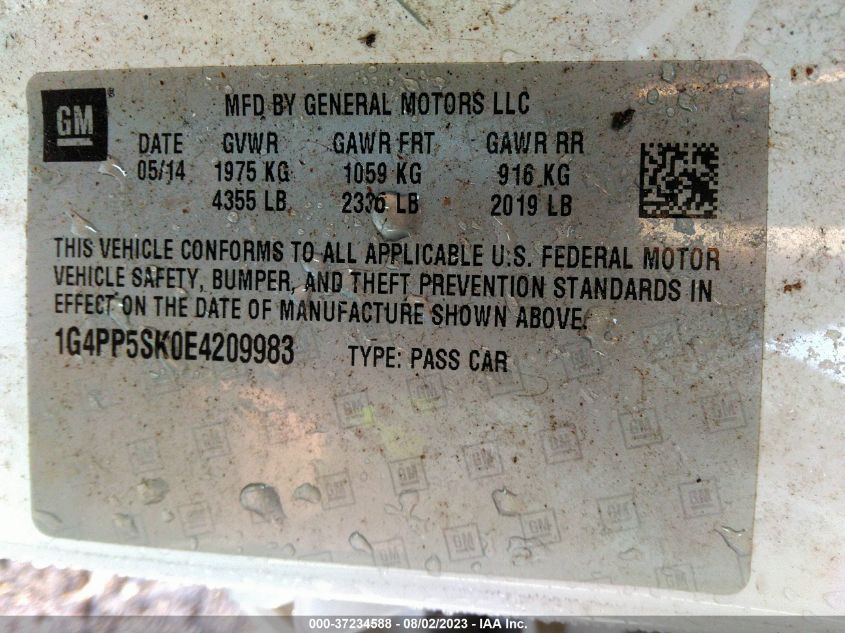 GM®
MFD BY GENERAL MOTORS LLC
DATE GVWR GAWR FRT GAWR RR
05/14 1975 KG 1059 KG 916 KG
4355 LB 2336 LB 2019 LB
THIS VEHICLE CONFORMS TO ALL APPLICABLE U.S. FEDERAL MOTOR
VEHICLE SAFETY, BUMPER, AND THEFT PREVENTION STANDARDS IN
EFFECT ON THE DATE OF MANUFACTURE SHOWN ABOVE.
1G4PP5SK0E4209983 TYPE: PASS CAR
000-37234588 - 08/02/2023 - IAA Inc.